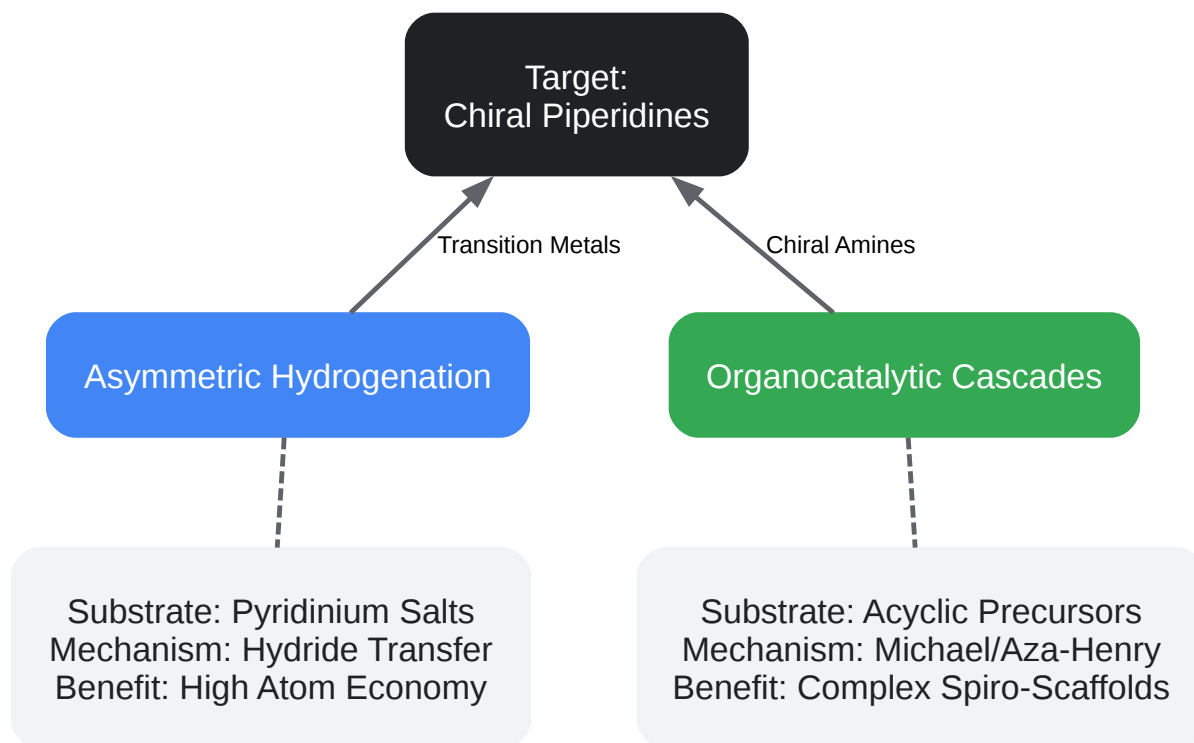 Target:
Chiral Piperidines
Transition Metals
Chiral Amines
Asymmetric Hydrogenation
Organocatalytic Cascades
Substrate: Pyridinium Salts
Mechanism: Hydride Transfer
Benefit: High Atom Economy
Substrate: Acyclic Precursors
Mechanism: Michael/Aza-Henry
Benefit: Complex Spiro-Scaffolds